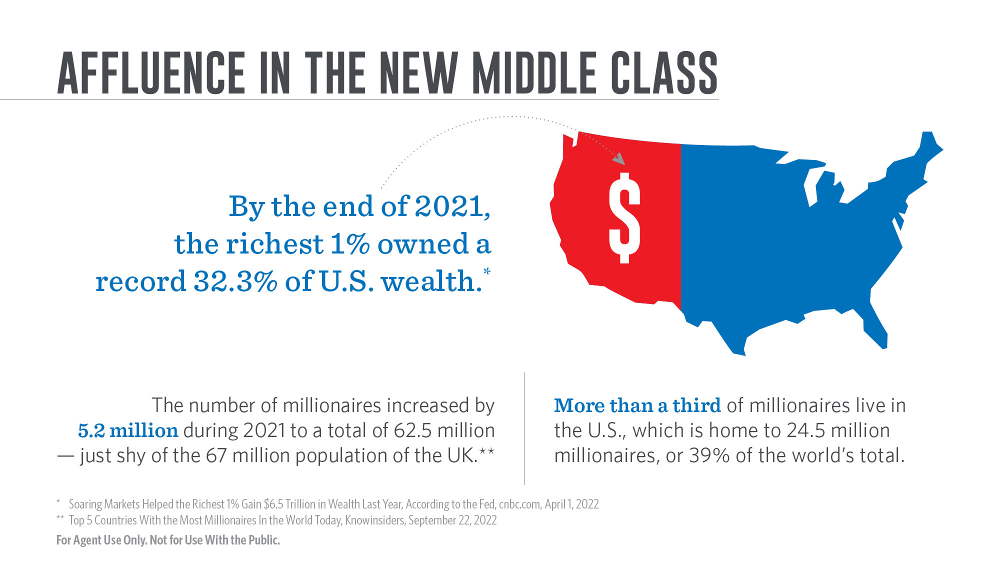 AFFLUENCE IN THE NEW MIDDLE CLASS
By the end of 2021,
the richest 1% owned a
record 32.3% of U.S. wealth.*
$
The number of millionaires increased by
5.2 million during 2021 to a total of 62.5 million
— just shy of the 67 million population of the UK.**
More than a third of millionaires live in
the U.S., which is home to 24.5 million
millionaires, or 39% of the world’s total.
* Soaring Markets Helped the Richest 1% Gain $6.5 Trillion in Wealth Last Year, According to the Fed, cnbc.com, April 1, 2022
** Top 5 Countries With the Most Millionaires In the World Today, Knowinsiders, September 22, 2022
For Agent Use Only. Not for Use With the Public.